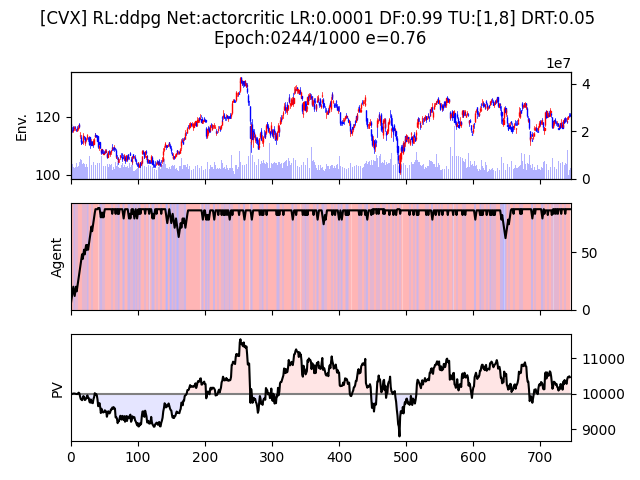 [CVX] RL:ddpg Net:actorcritic LR:0.0001 DF:0.99 TU:[1,8] DRT:0.05
Epoch:0244/1000 e=0.76
1e7
Env.
120
100
4
2
0
Agent
50
0
PV
11000
10000
9000
0 100 200 300 400 500 600 700